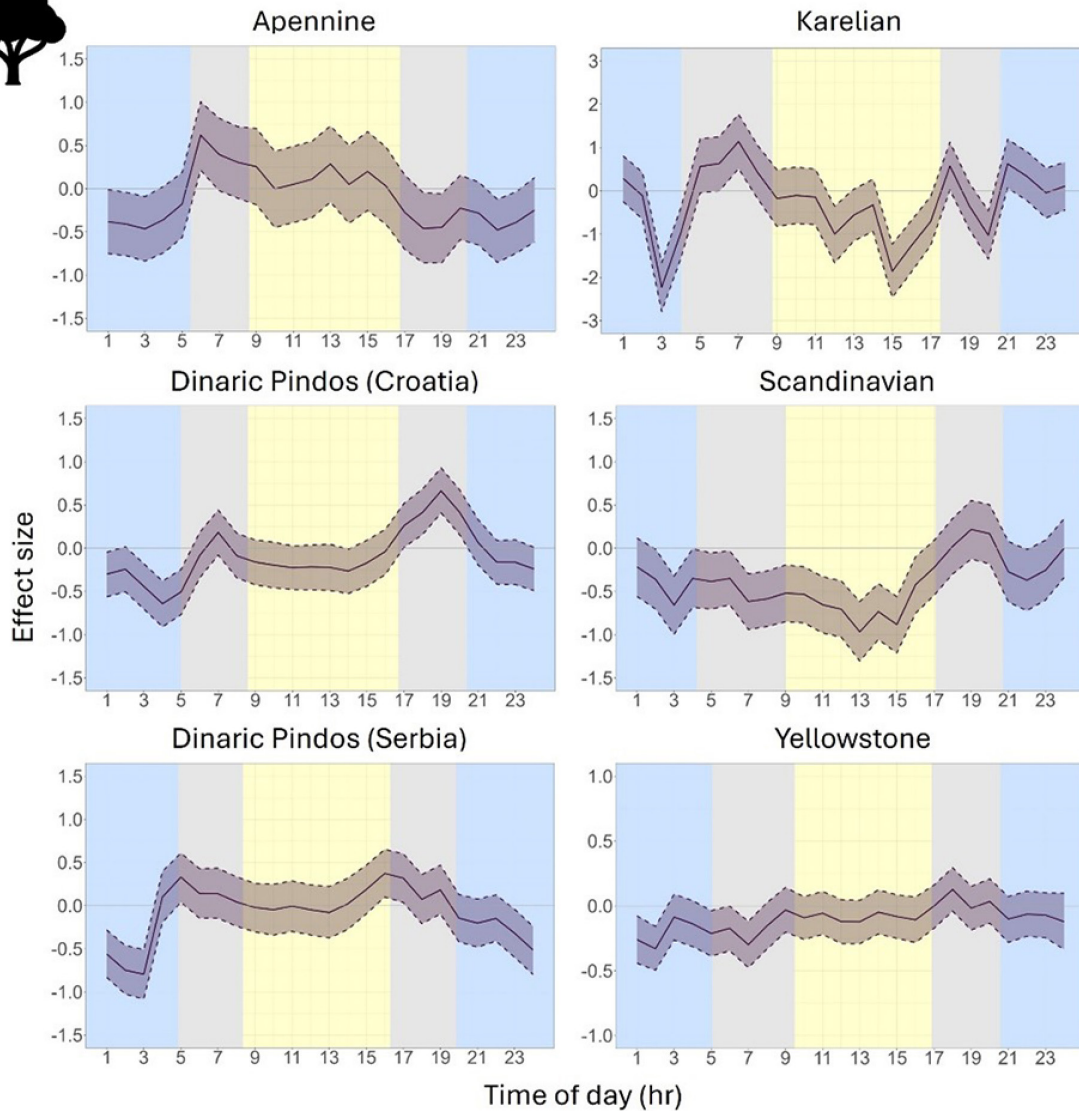 Apennine
1.5
1.0
0.5
0.0
-0.5
-1.0
-1.5
1 3 5 7 9 11 13 15 17 19 21 23
Karelian
3
2
1
0
-1
-2
-3
1 3 5 7 9 11 13 15 17 19 21 23
Dinaric Pindos (Croatia)
1.5
1.0
0.5
0.0
-0.5
-1.0
-1.5
1 3 5 7 9 11 13 15 17 19 21 23
Scandinavian
1.5
1.0
0.5
0.0
-0.5
-1.0
-1.5
1 3 5 7 9 11 13 15 17 19 21 23
Effect size
Dinaric Pindos (Serbia)
1.5
1.0
0.5
0.0
-0.5
-1.0
-1.5
1 3 5 7 9 11 13 15 17 19 21 23
Yellowstone
1.0
0.5
0.0
-0.5
-1.0
1 3 5 7 9 11 13 15 17 19 21 23
Time of day (hr)